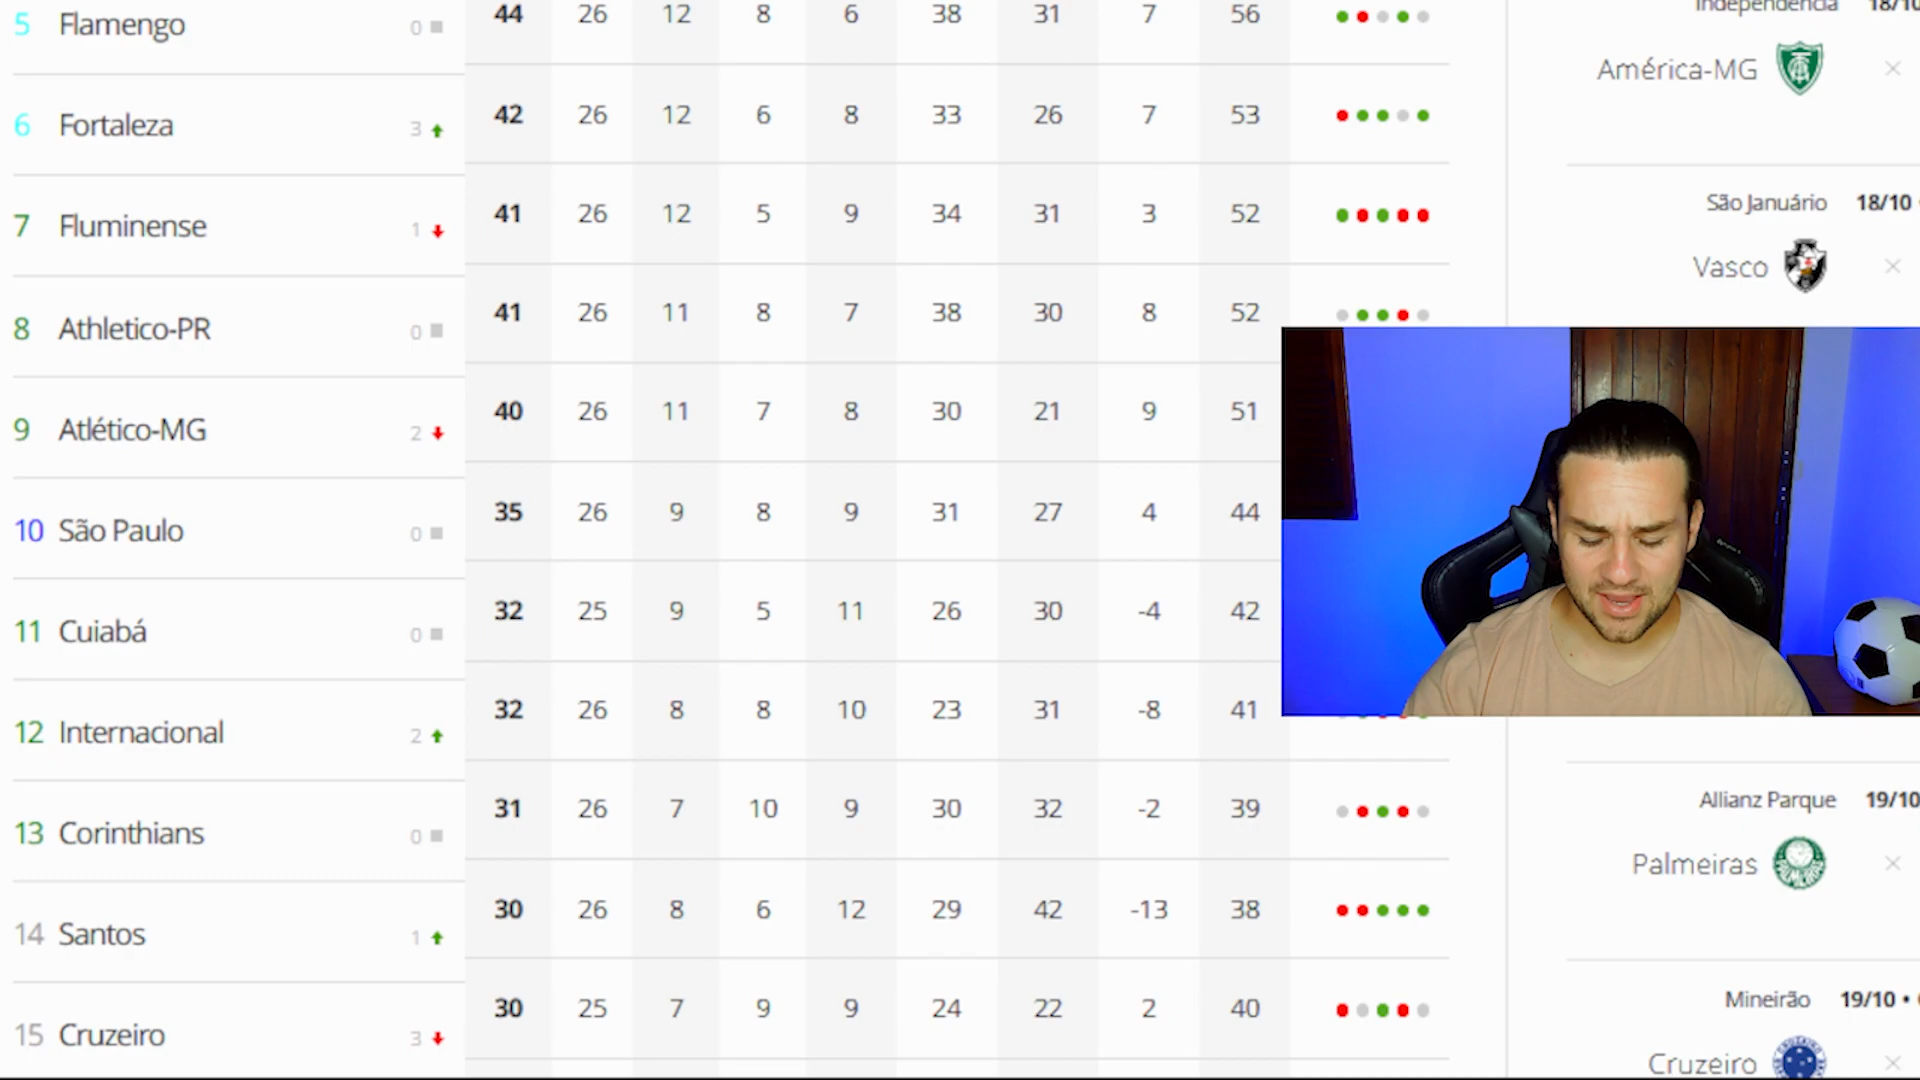 5 Flamengo 0 44 26 12 8 6 38 31 7 56
6 Fortaleza 3 42 26 12 6 8 33 26 7 53
7 Fluminense 1 41 26 12 5 9 34 31 3 52
8 Athletico-PR 0 41 26 11 8 7 38 30 8 52
9 Atlético-MG 2 40 26 11 7 8 30 21 9 51
10 São Paulo 0 35 26 9 8 9 31 27 4 44
11 Cuiabá 0 32 25 9 5 11 26 30 -4 42
12 Internacional 2 32 26 8 8 10 23 31 -8 41
13 Corinthians 0 31 26 7 10 9 30 32 -2 39
14 Santos 1 30 26 8 6 12 29 42 -13 38
15 Cruzeiro 3 30 25 7 9 9 24 22 2 40
Independência 18/10
América-MG ×
São Januário 18/10
Vasco ×
Allianz Parque 19/10
Palmeiras ×
Mineirão 19/10 •
Cruzeiro ×